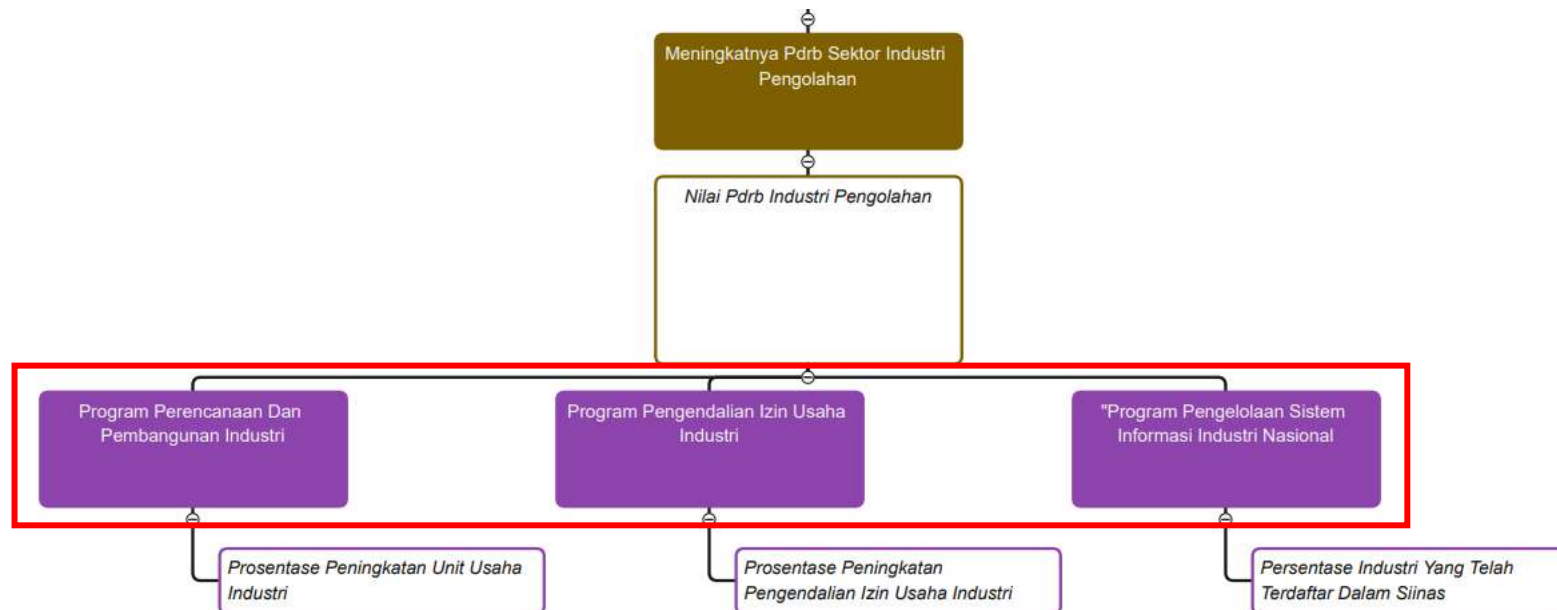 Meningkatnya Pdrb Sektor Industri
Pengolahan
Nilai Pdrb Industri Pengolahan
Program Perencanaan Dan
Pembangunan Industri
Program Pengendalian Izin Usaha
Industri
"Program Pengelolaan Sistem
Informasi Industri Nasional
Prosentase Peningkatan Unit Usaha
Industri
Prosentase Peningkatan
Pengendalian Izin Usaha Industri
Persentase Industri Yang Telah
Terdaftar Dalam Siinas